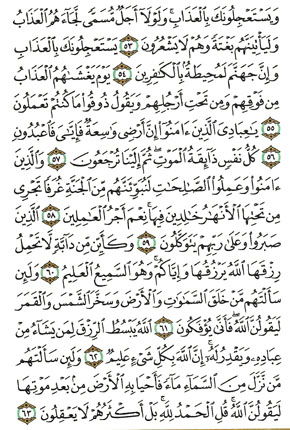 وَيَسْتَعْجِلُونَكَ بِالْعَذَابِ ۚ وَلَوْلَا أَجَلٌ مُّسَمًّى لَّجَاءَهُمُ الْعَذَابُ
وَلَيَأْتِيَنَّهُم بَغْتَةً وَهُمْ لَا يَشْعُرُونَ ٥٣ يَسْتَعْجِلُونَكَ بِالْعَذَابِ
وَإِنَّ جَهَنَّمَ لَمُحِيطَةٌ بِالْكَافِرِينَ ٥٤ يَوْمَ يَغْشَاهُمُ الْعَذَابُ
مِن فَوْقِهِمْ وَمِن تَحْتِ أَرْجُلِهِمْ وَيَقُولُ ذُوقُوا مَا كُنتُمْ تَعْمَلُونَ
٥٥ يَاعِبَادِيَ الَّذِينَ آمَنُوا إِنَّ أَرْضِي وَاسِعَةٌ فَإِيَّايَ فَاعْبُدُونِ
٥٦ كُلُّ نَفْسٍ ذَائِقَةُ الْمَوْتِ ۖ ثُمَّ إِلَيْنَا تُرْجَعُونَ ٥٧ وَالَّذِينَ
آمَنُوا وَعَمِلُوا الصَّالِحَاتِ لَنُبَوِّئَنَّهُم مِّنَ الْجَنَّةِ غُرَفًا تَجْرِي
مِن تَحْتِهَا الْأَنْهَارُ خَالِدِينَ فِيهَا ۚ نِعْمَ أَجْرُ الْعَامِلِينَ ٥٨ الَّذِينَ
صَبَرُوا وَعَلَىٰ رَبِّهِمْ يَتَوَكَّلُونَ ٥٩ وَكَأَيِّن مِّن دَابَّةٍ لَّا تَحْمِلُ
رِزْقَهَا اللَّهُ يَرْزُقُهَا وَإِيَّاكُمْ ۚ وَهُوَ السَّمِيعُ الْعَلِيمُ ٦٠ وَلَئِن
سَأَلْتَهُم مَّنْ خَلَقَ السَّمَاوَاتِ وَالْأَرْضَ وَسَخَّرَ الشَّمْسَ وَالْقَمَرَ
لَيَقُولُنَّ اللَّهُ ۖ فَأَنَّىٰ يُؤْفَكُونَ ٦١ اللَّهُ يَبْسُطُ الرِّزْقَ لِمَن يَشَاءُ مِنْ
عِبَادِهِ وَيَقْدِرُ لَهُ ۚ إِنَّ اللَّهَ بِكُلِّ شَيْءٍ عَلِيمٌ ٦٢ وَلَئِن سَأَلْتَهُم
مَّن نَّزَّلَ مِنَ السَّمَاءِ مَاءً فَأَحْيَا بِهِ الْأَرْضَ مِن بَعْدِ مَوْتِهَا
لَيَقُولُنَّ اللَّهُ ۚ قُلِ الْحَمْدُ لِلَّهِ ۚ بَلْ أَكْثَرُهُمْ لَا يَعْقِلُونَ ٦٣